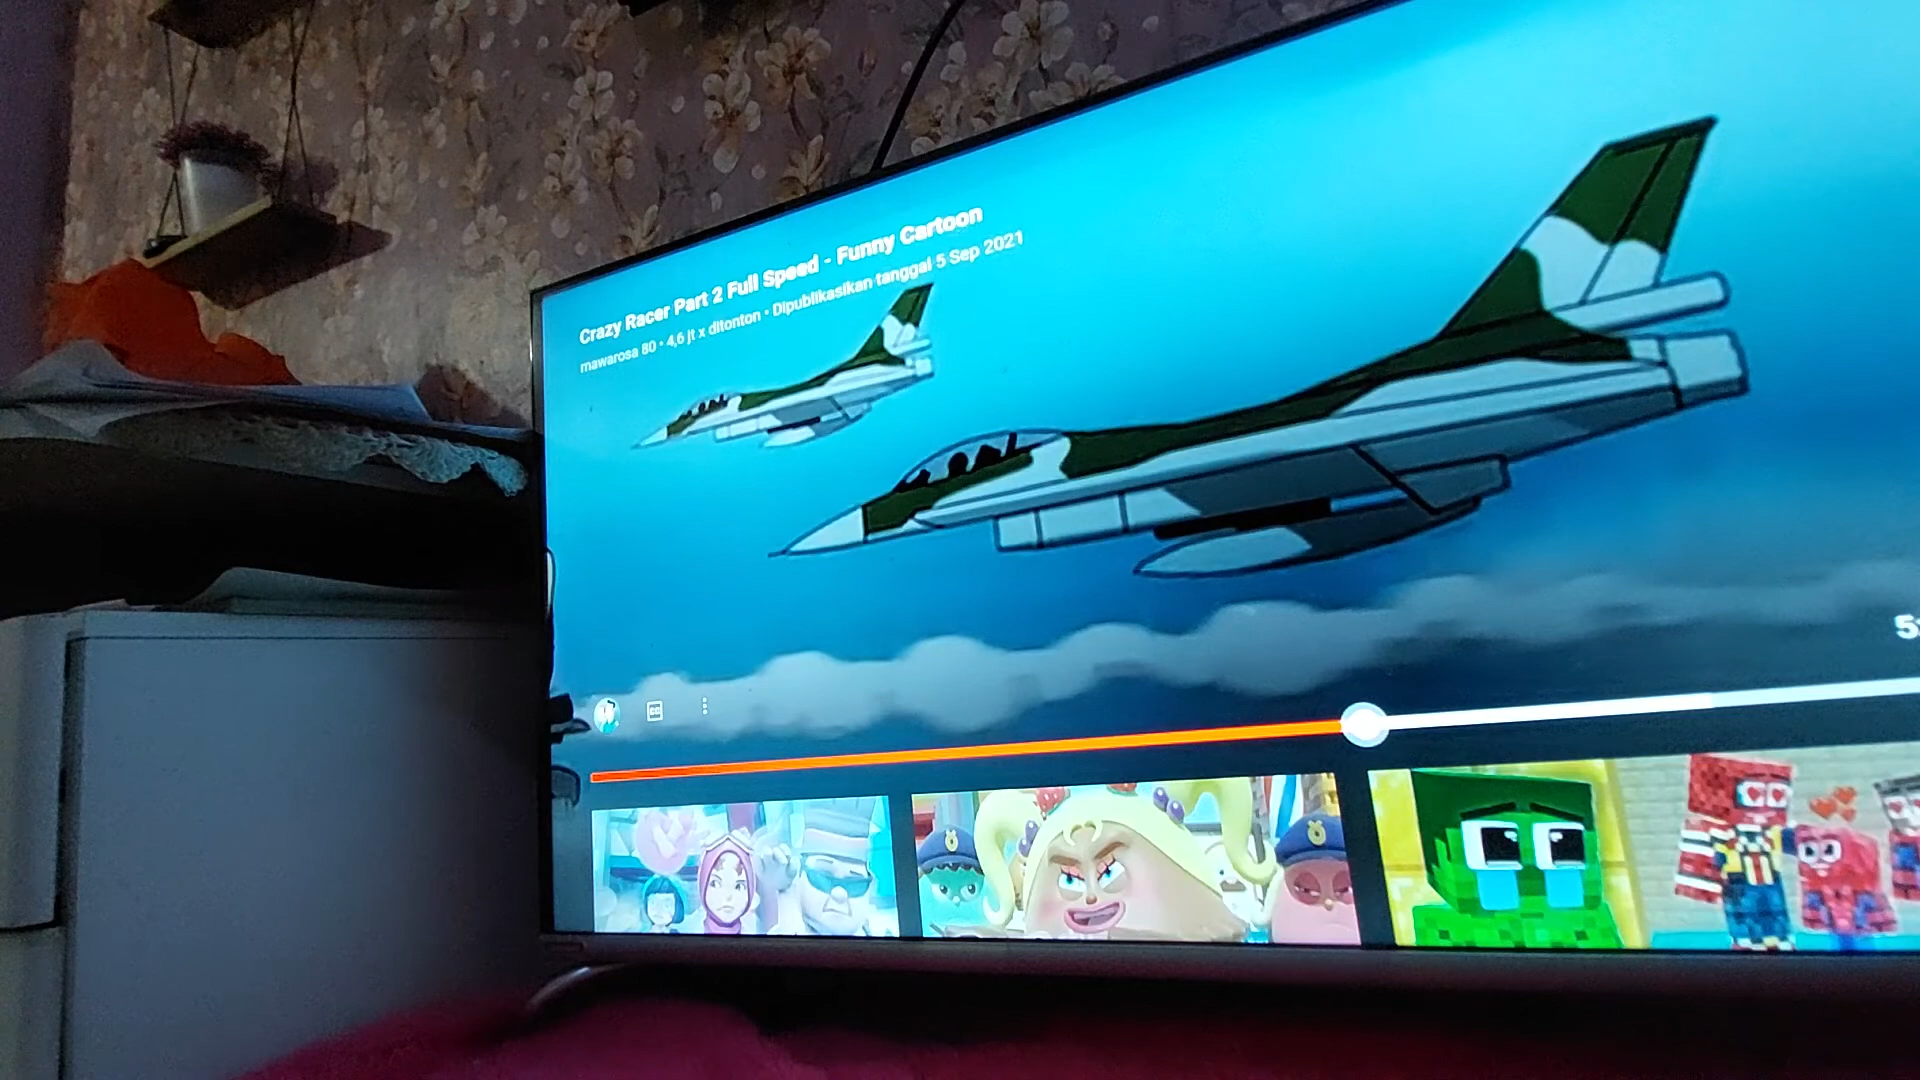 Crazy Racer Part 2 Full Speed - Funny Cartoon
mawarosa 80 • 4,6 jt x ditonton • Dipublikasikan tanggal 5 Sep 2021
CC